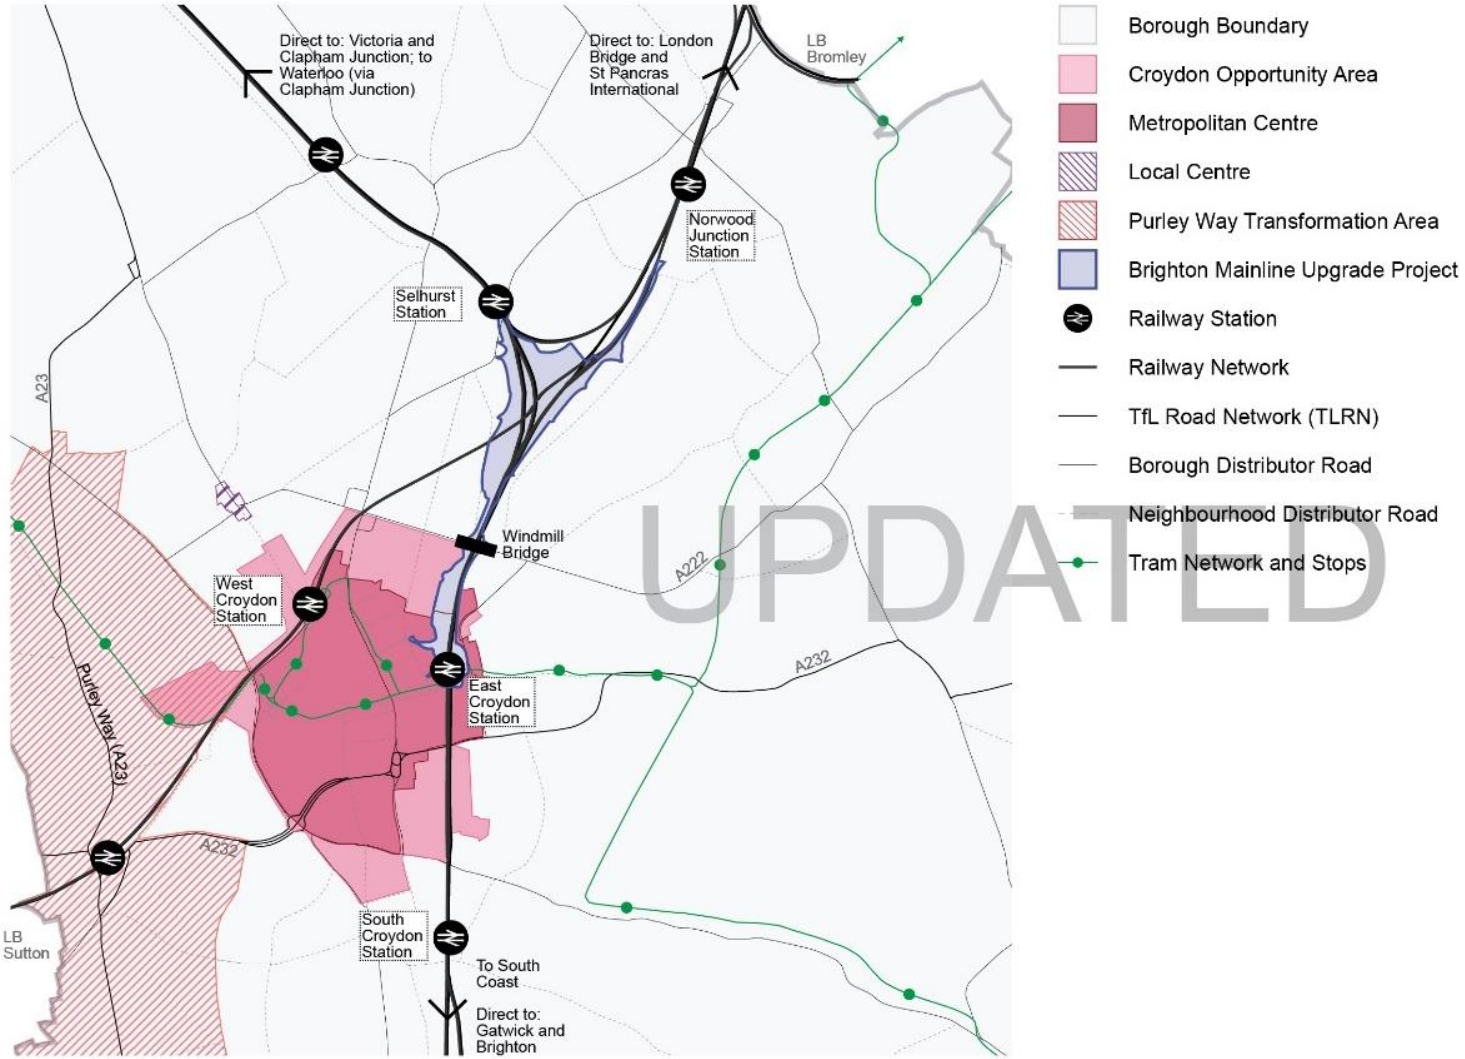 Direct to: Victoria and
Clapham Junction; to
Waterloo (via
Clapham Junction)
Direct to: London
Bridge and
St Pancras
International
LB
Bromley
Norwood
Junction
Station
Selhurst
Station
A23
Windmill
Bridge
A222
West
Croydon
Station
Purley Way (A23)
A232
East
Croydon
Station
A232
South
Croydon
Station
LB
Sutton
To South
Coast
Direct to:
Gatwick and
Brighton
Borough Boundary
Croydon Opportunity Area
Metropolitan Centre
Local Centre
Purley Way Transformation Area
Brighton Mainline Upgrade Project
Railway Station
Railway Network
TfL Road Network (TLRN)
Borough Distributor Road
Neighbourhood Distributor Road
Tram Network and Stops
UPDATED